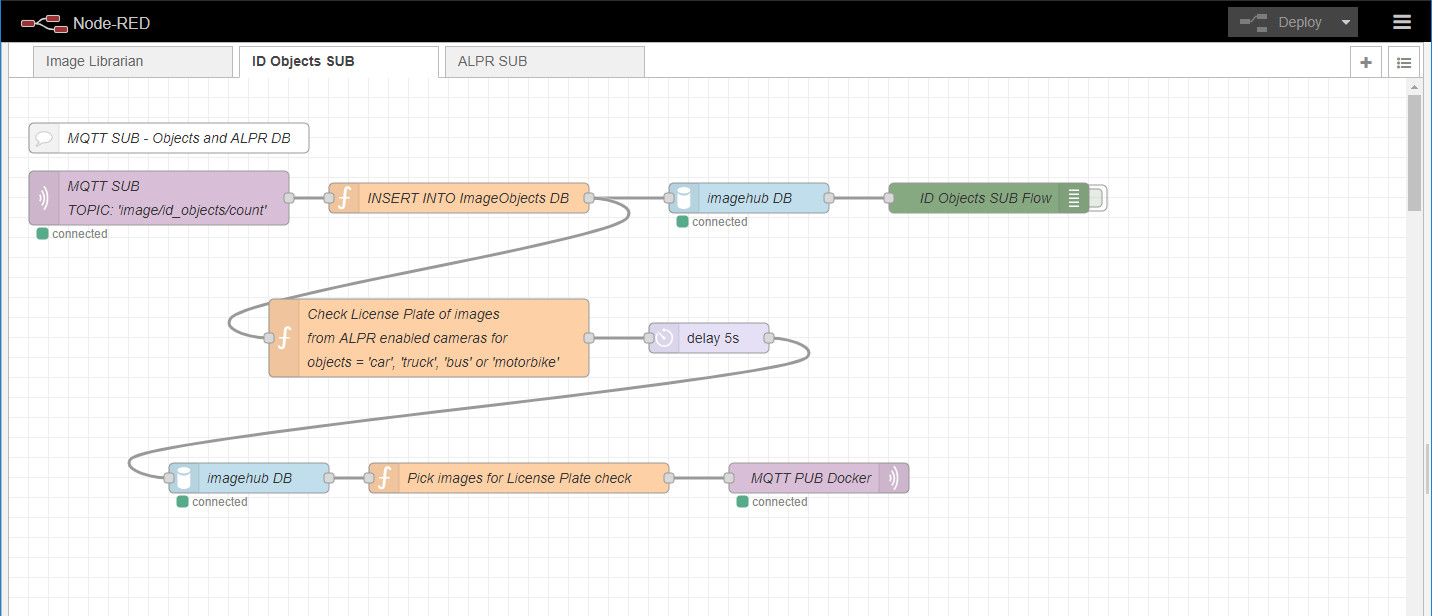 Node-RED
Deploy
Image Librarian
ID Objects SUB
ALPR SUB
MQTT SUB - Objects and ALPR DB
MQTT SUB
TOPIC: 'image/id_objects/count'
connected
INSERT INTO ImageObjects DB
imagehub DB
connected
ID Objects SUB Flow
Check License Plate of images
from ALPR enabled cameras for
objects = 'car', 'truck', 'bus' or 'motorbike'
delay 5s
imagehub DB
connected
Pick images for License Plate check
MQTT PUB Docker
connected